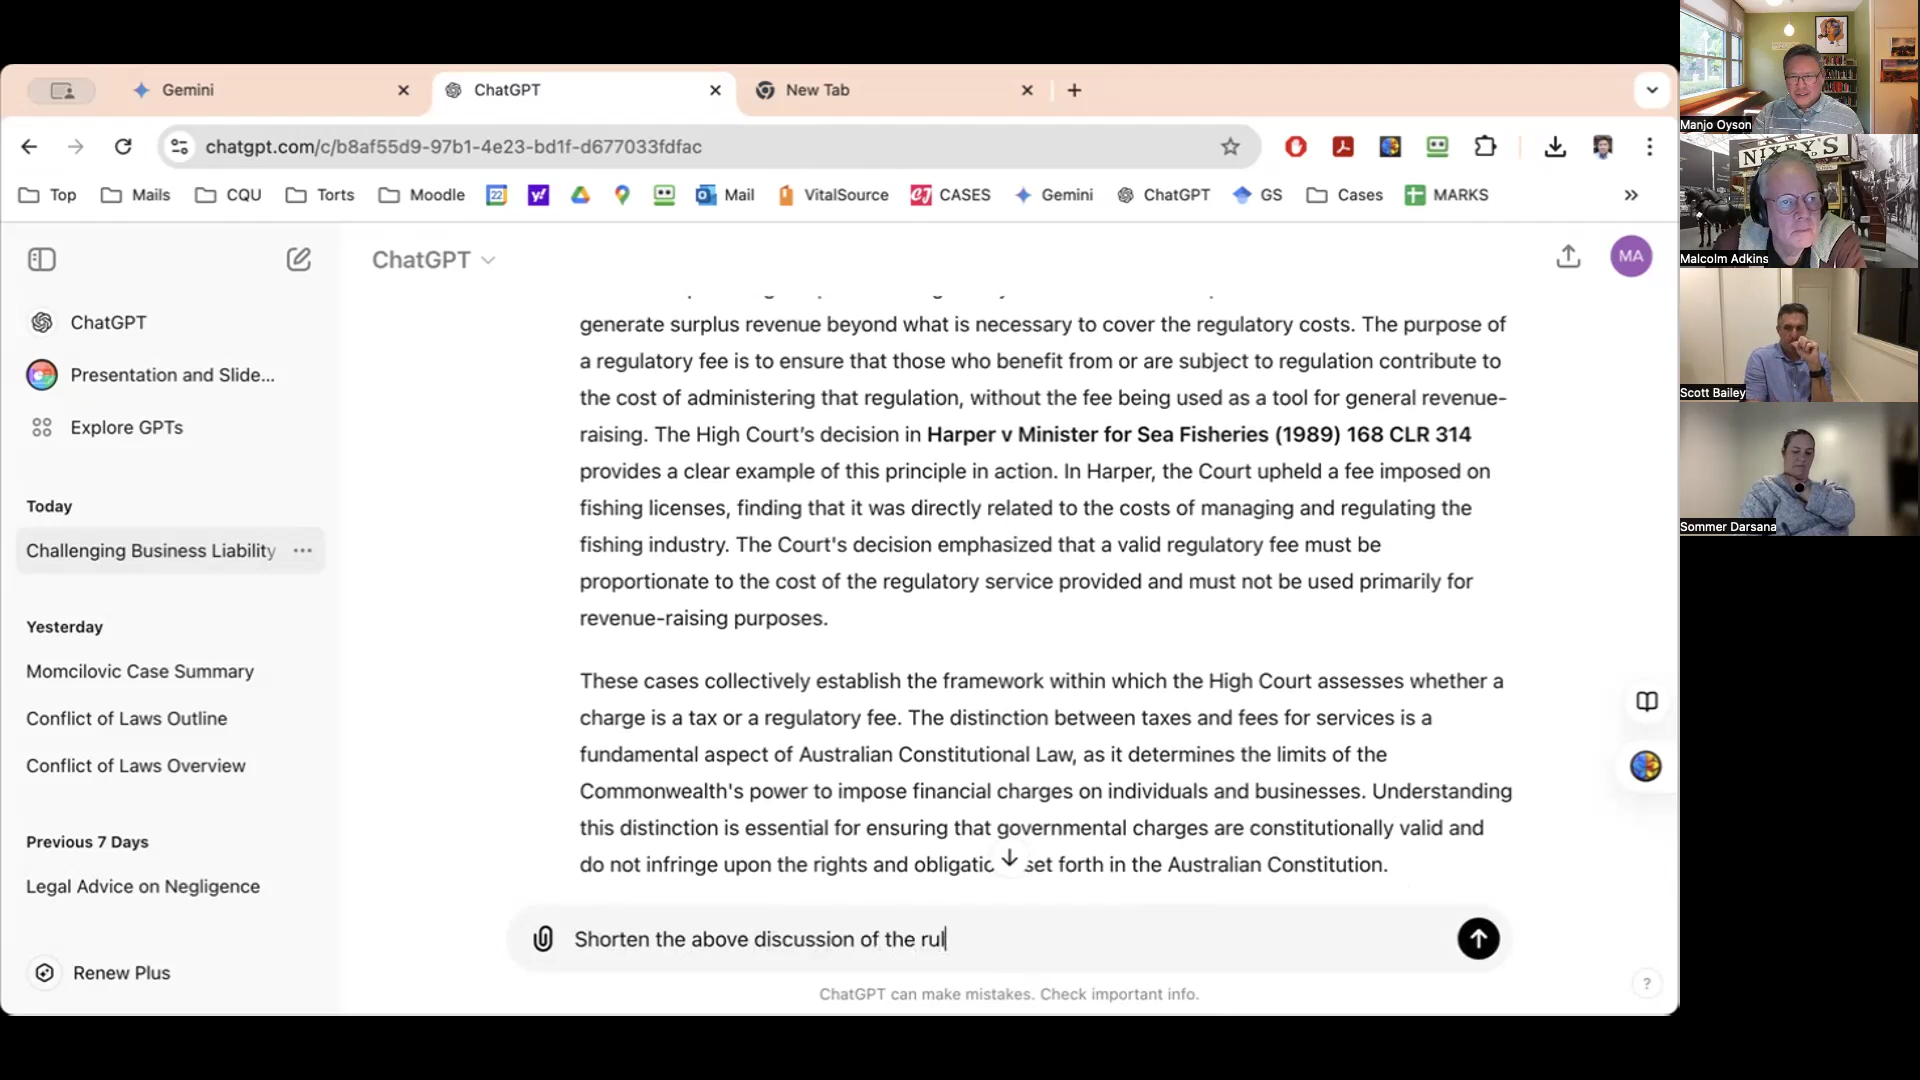 Gemini
ChatGPT
New Tab
chatgpt.com/c/b8af55d9-97b1-4e23-bd1f-d677033fdfac
Top
Mails
CQU
Torts
Moodle
22
y!
Mail
VitalSource
CJ CASES
Gemini
ChatGPT
GS
Cases
MARKS
ChatGPT
Presentation and Slide...
Explore GPTs
Today
Challenging Business Liability
Yesterday
Momcilovic Case Summary
Conflict of Laws Outline
Conflict of Laws Overview
Previous 7 Days
Legal Advice on Negligence
Renew Plus
ChatGPT
MA
generate surplus revenue beyond what is necessary to cover the regulatory costs. The purpose of
a regulatory fee is to ensure that those who benefit from or are subject to regulation contribute to
the cost of administering that regulation, without the fee being used as a tool for general revenue-
raising. The High Court's decision in Harper v Minister for Sea Fisheries (1989) 168 CLR 314
provides a clear example of this principle in action. In Harper, the Court upheld a fee imposed on
fishing licenses, finding that it was directly related to the costs of managing and regulating the
fishing industry. The Court's decision emphasized that a valid regulatory fee must be
proportionate to the cost of the regulatory service provided and must not be used primarily for
revenue-raising purposes.
These cases collectively establish the framework within which the High Court assesses whether a
charge is a tax or a regulatory fee. The distinction between taxes and fees for services is a
fundamental aspect of Australian Constitutional Law, as it determines the limits of the
Commonwealth's power to impose financial charges on individuals and businesses. Understanding
this distinction is essential for ensuring that governmental charges are constitutionally valid and
do not infringe upon the rights and obligatio set forth in the Australian Constitution.
Shorten the above discussion of the rul
ChatGPT can make mistakes. Check important info.
?
Manjo Oyson
NIXEY'S
Malcolm Adkins
Scott Bailey
Sommer Darsana